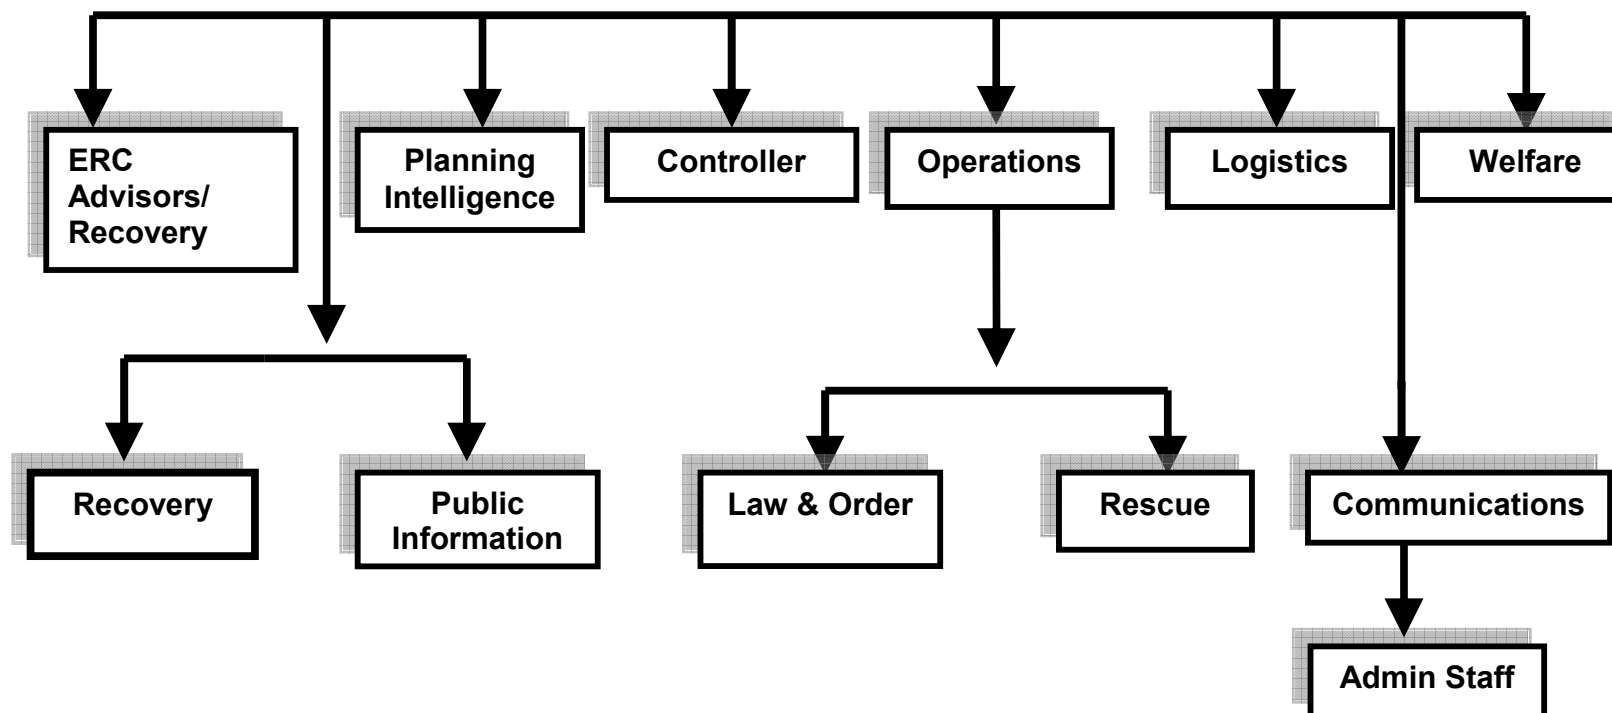 ERC
Advisors/
Recovery
Planning
Intelligence
Controller
Operations
Logistics
Welfare
Recovery
Public
Information
Law & Order
Rescue
Communications
Admin Staff